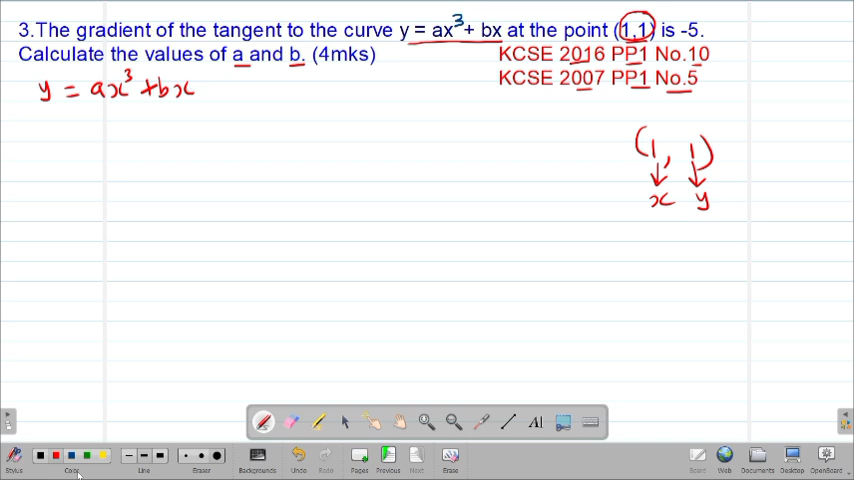 3.The gradient of the tangent to the curve y = ax³+ bx at the point (1,1) is -5.
Calculate the values of a and b. (4mks) KCSE 2016 PP1 No.10
KCSE 2007 PP1 No.5
y = ax³ +bx
(1, 1)
x y
Stylus Color Line Eraser Backgrounds Undo Redo Pages Previous Next Erase Board Web Documents Desktop OpenBoard